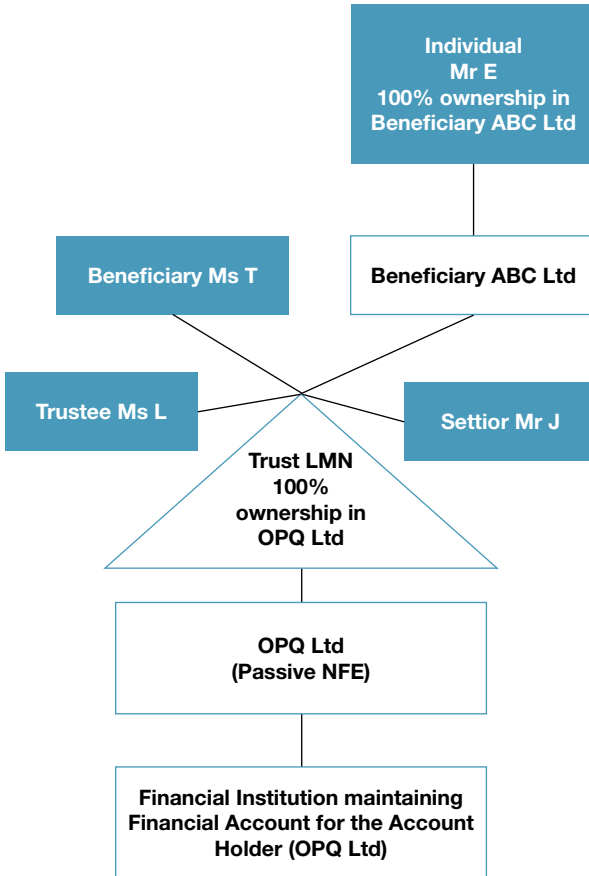 Individual
Mr E
100% ownership in
Beneficiary ABC Ltd
Beneficiary Ms T
Beneficiary ABC Ltd
Trustee Ms L
Settior Mr J
Trust LMN
100%
ownership in
OPQ Ltd
OPQ Ltd
(Passive NFE)
Financial Institution maintaining
Financial Account for the Account
Holder (OPQ Ltd)